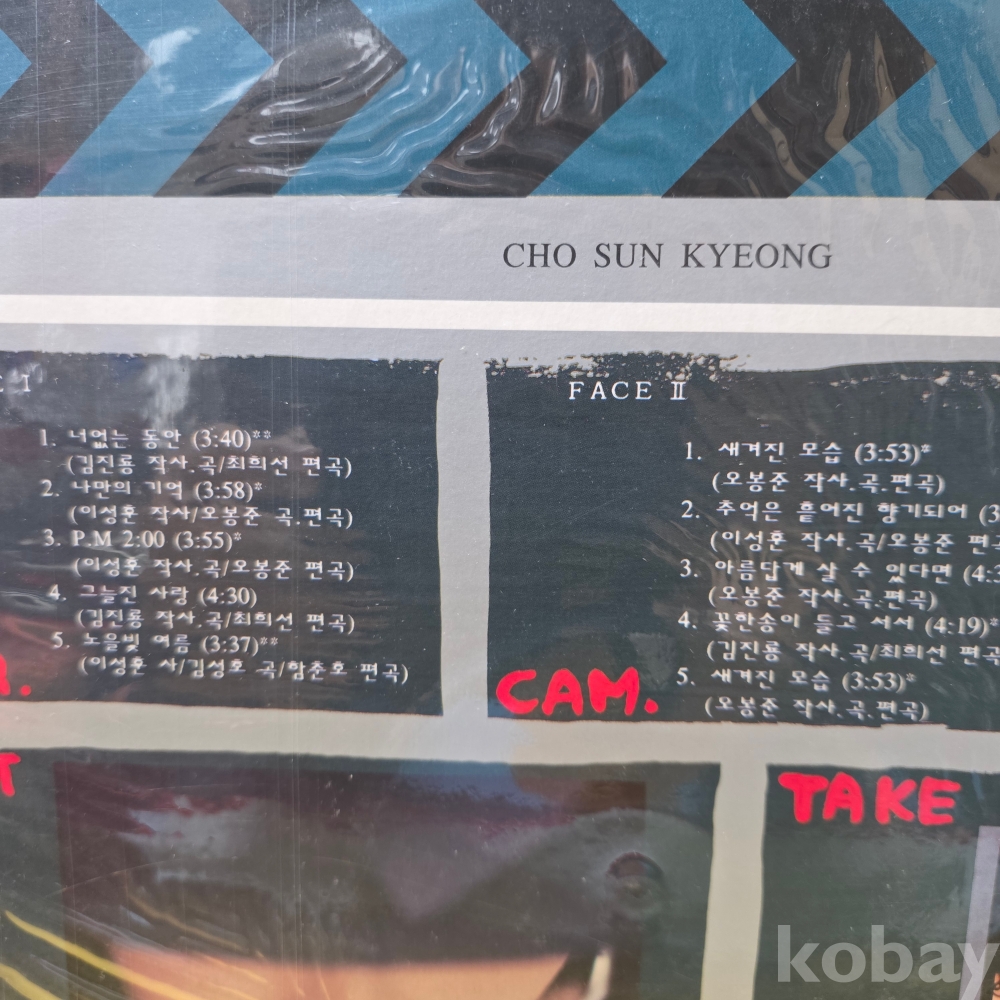 CHO SUN KYEONG
E I
1. 너없는 동안 (3:40)**
(김진룡 작사.곡/최희선 편곡)
2. 나만의 기억 (3:58)*
(이성훈 작사/오봉준 곡.편곡)
3. P.M 2:00 (3:55)*
(이성훈 작사.곡/오봉준 편곡)
4. 그늘진 사랑 (4:30)
(김진룡 작사.곡/최희선 편곡)
5. 노을빛 여름 (3:37)**
(이성훈 사/김성호 곡/함춘호 편곡)
FACE II
1. 새겨진 모습 (3:53)*
(오봉준 작사.곡.편곡)
2. 추억은 흩어진 향기되어 (3
(이성훈 작사.곡/오봉준 편곡
3. 아름답게 살 수 있다면 (4:3
(오봉준 작사.곡.편곡)
4. 꽃한송이 들고 서서 (4:19)*
(김진룡 작사.곡/최희선 편곡
5. 새겨진 모습 (3:53)*
(오봉준 작사.곡.편곡)
CAM.
T
TAKE
kobay